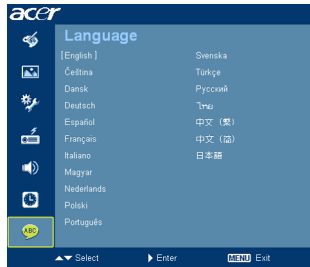 acer
Language
[English ]
Čeština
Dansk
Deutsch
Español
Français
Italiano
Magyar
Nederlands
Polski
Português
Svenska
Türkçe
Русский
ไทย
中文 (繁)
中文 (简)
日本語
ABC
▲▼ Select ▶ Enter MENU Exit